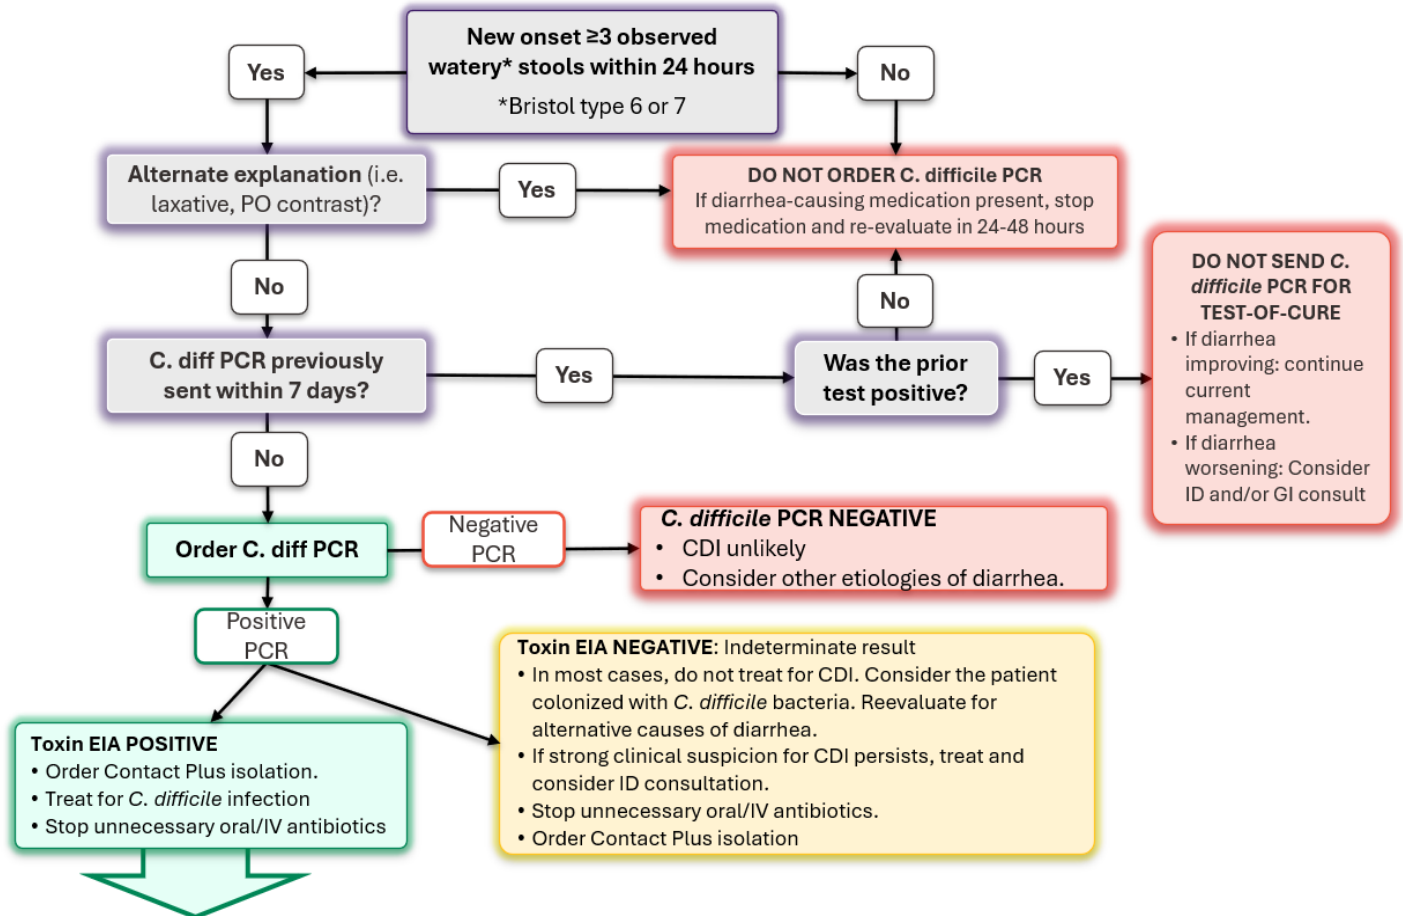 New onset ≥3 observed
watery* stools within 24 hours
*Bristol type 6 or 7
Yes
No
Alternate explanation (i.e.
laxative, PO contrast)?
Yes
DO NOT ORDER C. difficile PCR
If diarrhea-causing medication present, stop
medication and re-evaluate in 24-48 hours
No
No
C. diff PCR previously
sent within 7 days?
Yes
Was the prior
test positive?
Yes
DO NOT SEND C.
difficile PCR FOR
TEST-OF-CURE
• If diarrhea
improving: continue
current
management.
• If diarrhea
worsening: Consider
ID and/or GI consult
No
Order C. diff PCR
Negative
PCR
C. difficile PCR NEGATIVE
• CDI unlikely
• Consider other etiologies of diarrhea.
Positive
PCR
Toxin EIA POSITIVE
• Order Contact Plus isolation.
• Treat for C. difficile infection
• Stop unnecessary oral/IV antibiotics
Toxin EIA NEGATIVE: Indeterminate result
• In most cases, do not treat for CDI. Consider the patient
colonized with C. difficile bacteria. Reevaluate for
alternative causes of diarrhea.
• If strong clinical suspicion for CDI persists, treat and
consider ID consultation.
• Stop unnecessary oral/IV antibiotics.
• Order Contact Plus isolation